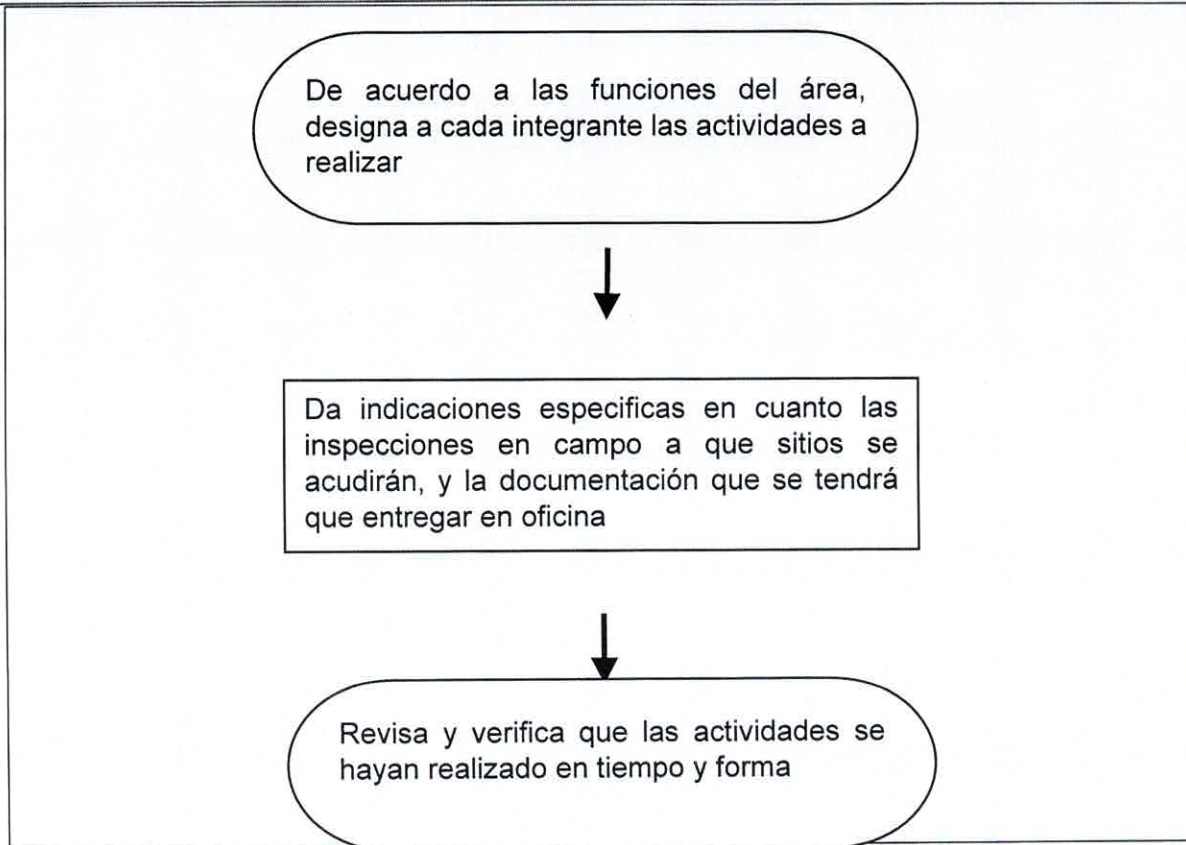 De acuerdo a las funciones del área,
designa a cada integrante las actividades a
realizar
Da indicaciones especificas en cuanto las
inspecciones en campo a que sitios se
acudirán, y la documentación que se tendrá
que entregar en oficina
Revisa y verifica que las actividades se
hayan realizado en tiempo y forma